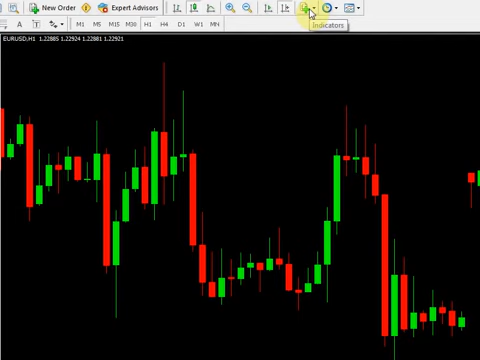 New Order
Expert Advisors
Indicators
A T M1 M5 M15 M30 H1 H4 D1 W1 MN
EURUSD,H1 1.22885 1.22924 1.22881 1.22921